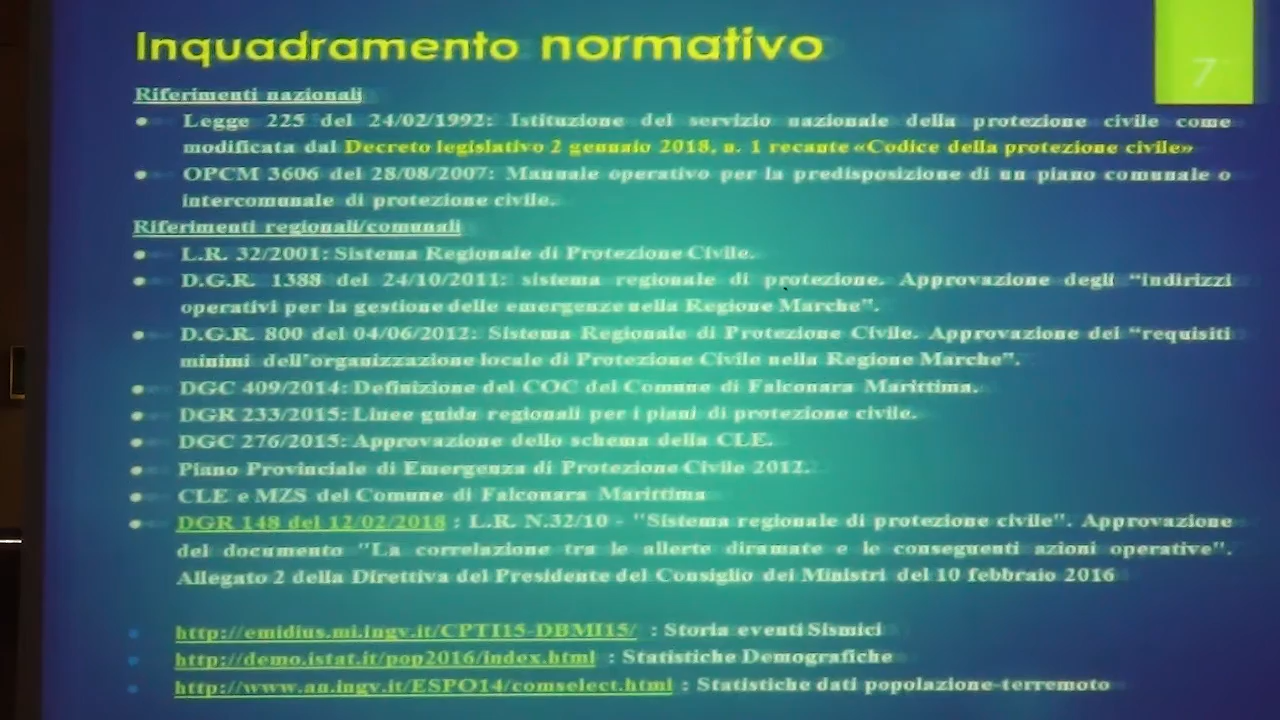 Inquadramento normativo
7
Riferimenti nazionali
• Legge 225 del 24/02/1992: Istituzione del servizio nazionale della protezione civile come
modificata dal Decreto legislativo 2 gennaio 2018, n. 1 recante «Codice della protezione civile»
• OPCM 3606 del 28/08/2007: Manuale operativo per la predisposizione di un piano comunale o
intercomunale di protezione civile.
Riferimenti regionali/comunali
• L.R. 32/2001: Sistema Regionale di Protezione Civile.
• D.G.R. 1388 del 24/10/2011: sistema regionale di protezione. Approvazione degli “indirizzi
operativi per la gestione delle emergenze nella Regione Marche”.
• D.G.R. 800 del 04/06/2012: Sistema Regionale di Protezione Civile. Approvazione dei “requisiti
minimi dell’organizzazione locale di Protezione Civile nella Regione Marche”.
• DGC 409/2014: Definizione del COC del Comune di Falconara Marittima.
• DGR 233/2015: Linee guida regionali per i piani di protezione civile.
• DGC 276/2015: Approvazione dello schema della CLE.
• Piano Provinciale di Emergenza di Protezione Civile 2012.
• CLE e MZS del Comune di Falconara Marittima
• DGR 148 del 12/02/2018 : L.R. N.32/10 - "Sistema regionale di protezione civile". Approvazione
del documento "La correlazione tra le allerte diramate e le conseguenti azioni operative".
Allegato 2 della Direttiva del Presidente del Consiglio dei Ministri del 10 febbraio 2016
• http://emidius.mi.ingv.it/CPTI15-DBMI15/ : Storia eventi Sismici
• http://demo.istat.it/pop2016/index.html : Statistiche Demografiche
• http://www.an.ingv.it/ESPO14/comselect.html : Statistiche dati popolazione-terremoto